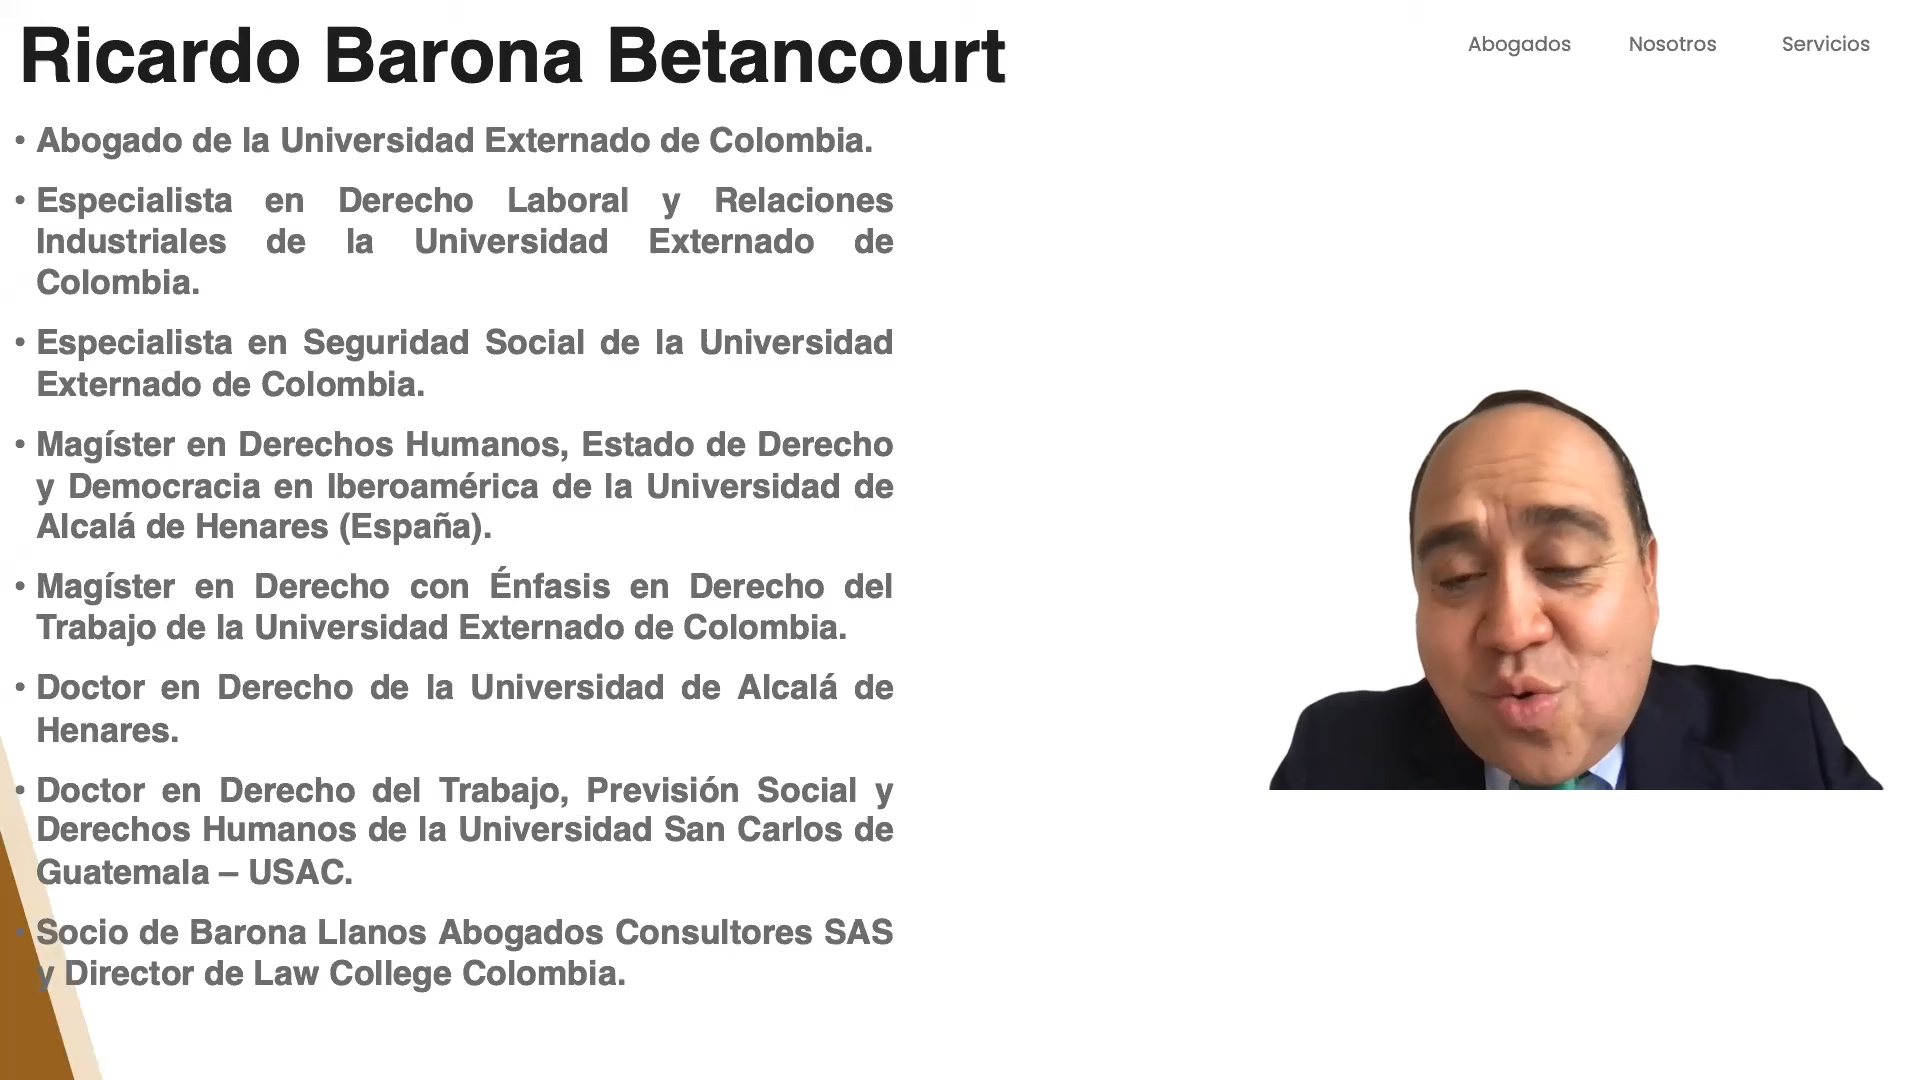 Ricardo Barona Betancourt
Abogados Nosotros Servicios
• Abogado de la Universidad Externado de Colombia.
• Especialista en Derecho Laboral y Relaciones
Industriales de la Universidad Externado de
Colombia.
• Especialista en Seguridad Social de la Universidad
Externado de Colombia.
• Magíster en Derechos Humanos, Estado de Derecho
y Democracia en Iberoamérica de la Universidad de
Alcalá de Henares (España).
• Magíster en Derecho con Énfasis en Derecho del
Trabajo de la Universidad Externado de Colombia.
• Doctor en Derecho de la Universidad de Alcalá de
Henares.
• Doctor en Derecho del Trabajo, Previsión Social y
Derechos Humanos de la Universidad San Carlos de
Guatemala – USAC.
• Socio de Barona Llanos Abogados Consultores SAS
y Director de Law College Colombia.